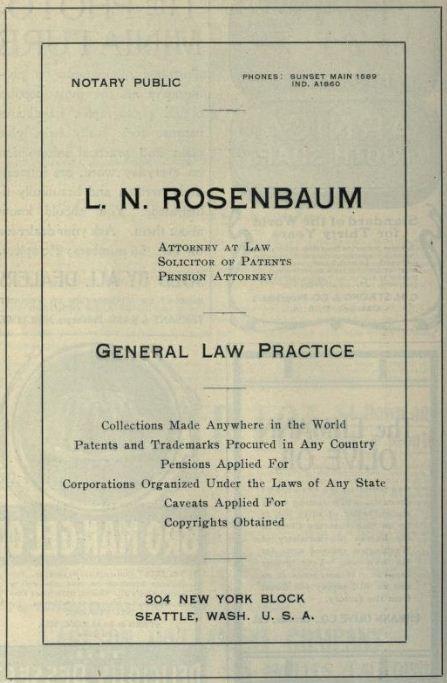 NOTARY PUBLIC
PHONES: SUNSET MAIN 1589
IND. A1860
L. N. ROSENBAUM
ATTORNEY AT LAW
SOLICITOR OF PATENTS
PENSION ATTORNEY
GENERAL LAW PRACTICE
Collections Made Anywhere in the World
Patents and Trademarks Procured in Any Country
Pensions Applied For
Corporations Organized Under the Laws of Any State
Caveats Applied For
Copyrights Obtained
304 NEW YORK BLOCK
SEATTLE, WASH. U. S. A.